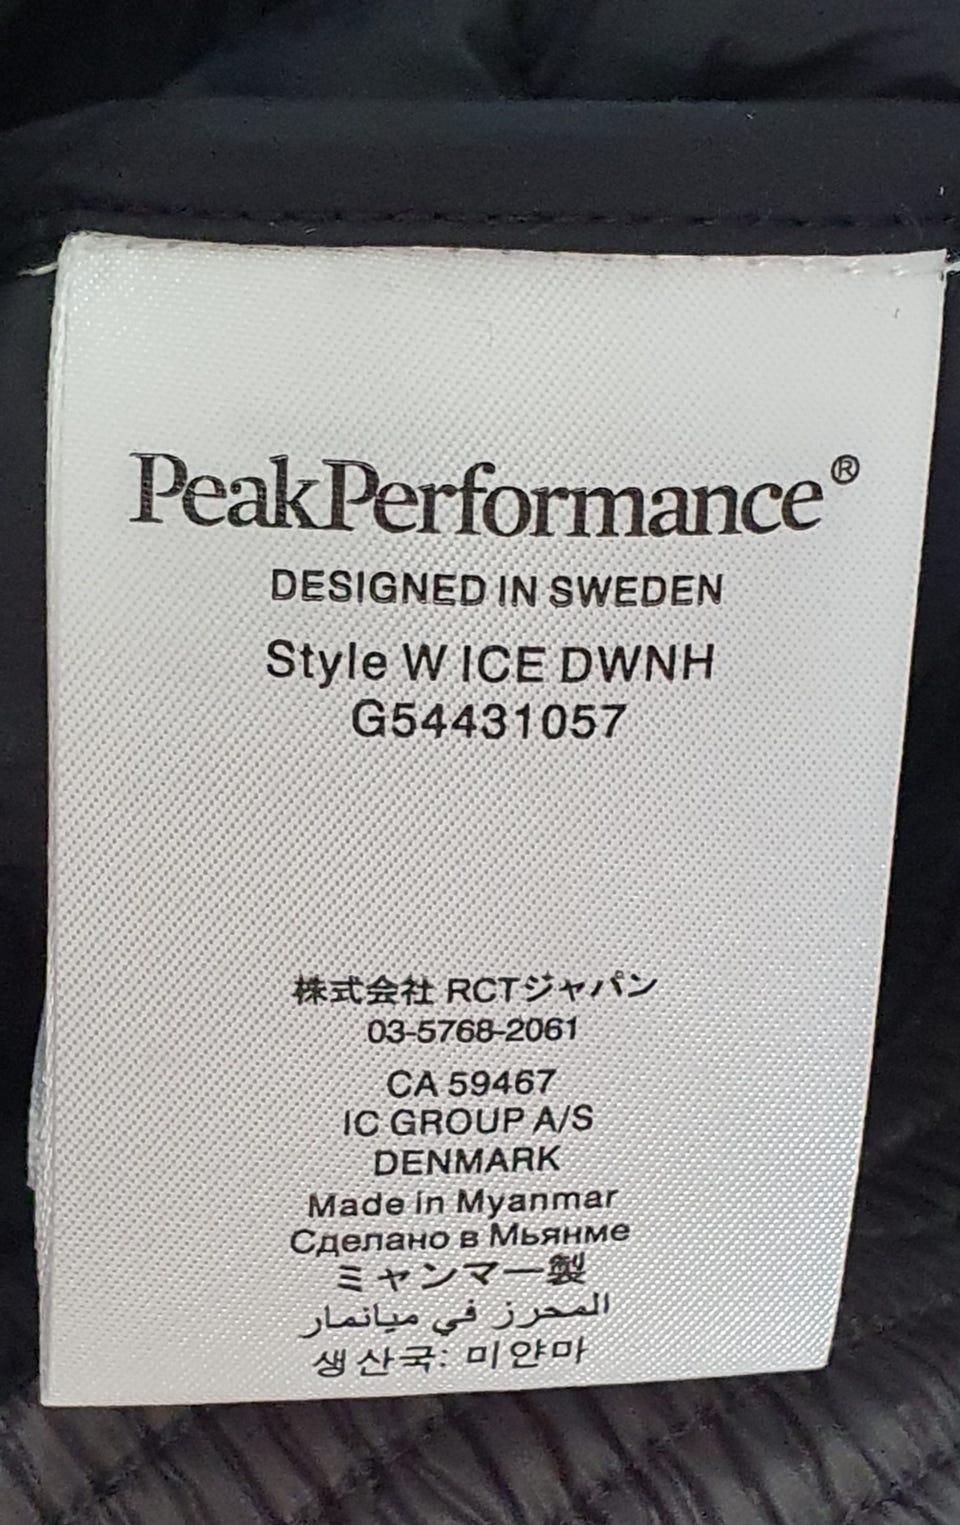 PeakPerformance®
DESIGNED IN SWEDEN
Style W ICE DWNH
G54431057
株式会社 RCTジャパン
03-5768-2061
CA 59467
IC GROUP A/S
DENMARK
Made in Myanmar
Сделано в Мьянме
ミャンマー製
المحرز في ميانمار
생산국: 미얀마